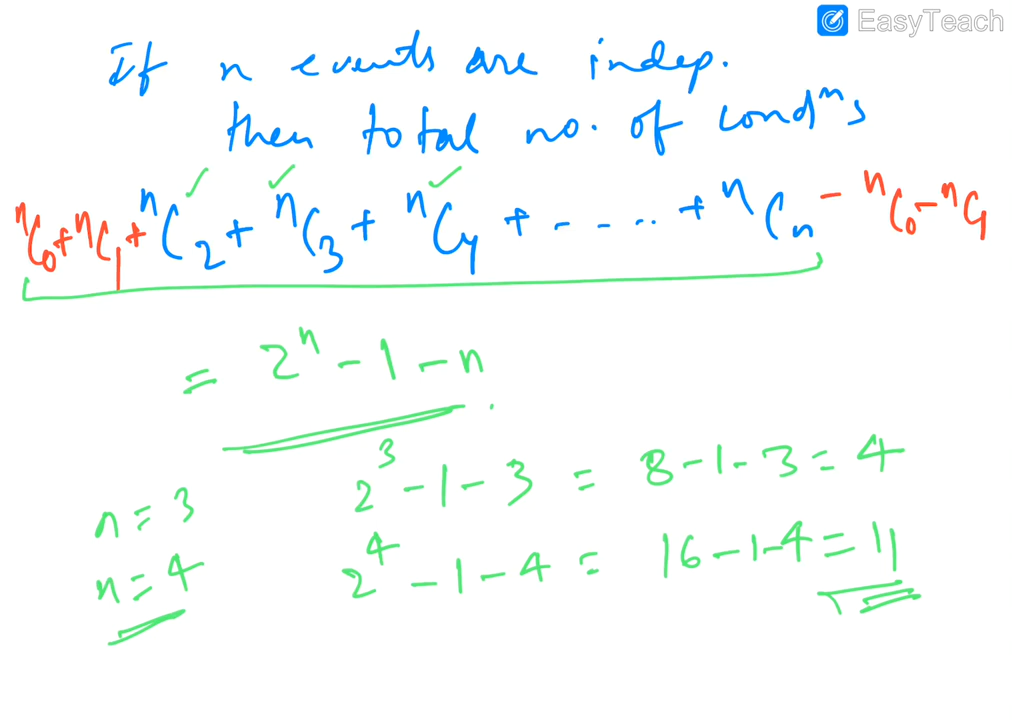 EasyTeach
If n events are indep.
then total no. of condⁿs
ⁿC₀+ⁿC₁+ⁿC₂+ⁿC₃+ⁿC₄+-----+ⁿCₙ-ⁿC₀-ⁿC₁
= 2ⁿ-1-n
n=3 2³-1-3 = 8-1-3=4
n=4 2⁴-1-4 = 16-1-4=11